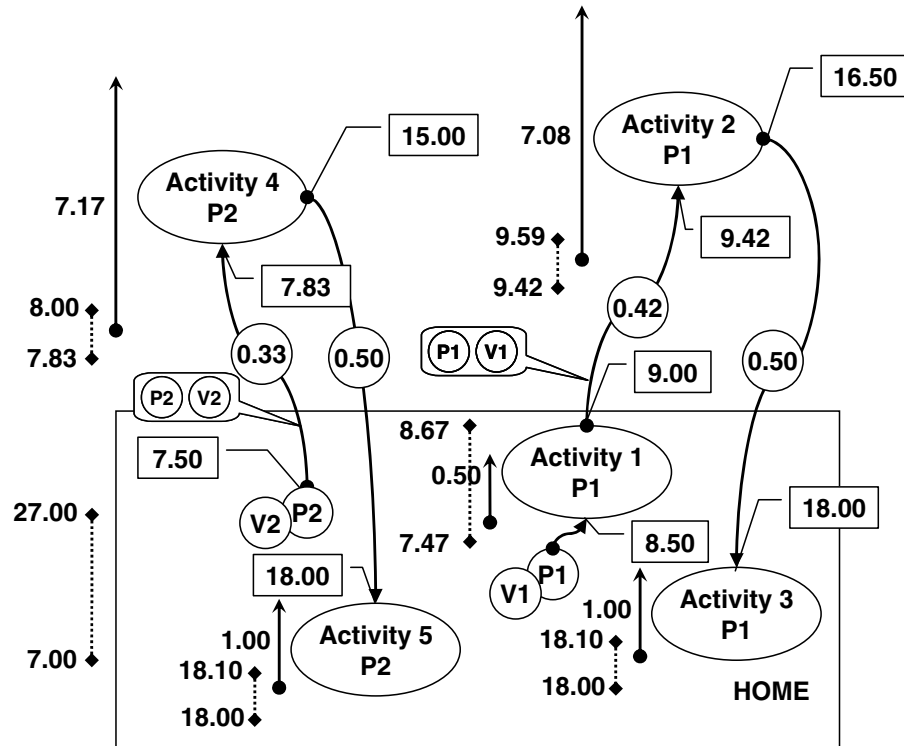 7.08
Activity 2
P1
16.50
15.00
Activity 4
P2
7.17
9.59
9.42
9.42
7.83
8.00
7.83
0.42
0.33
0.50
P1 V1
0.50
9.00
P2 V2
8.67
7.50
0.50
Activity 1
P1
27.00
V2 P2
18.00
7.47
8.50
18.00
V1 P1
1.00
Activity 3
P1
1.00
Activity 5
P2
18.10
18.10
7.00
18.00
18.00
HOME